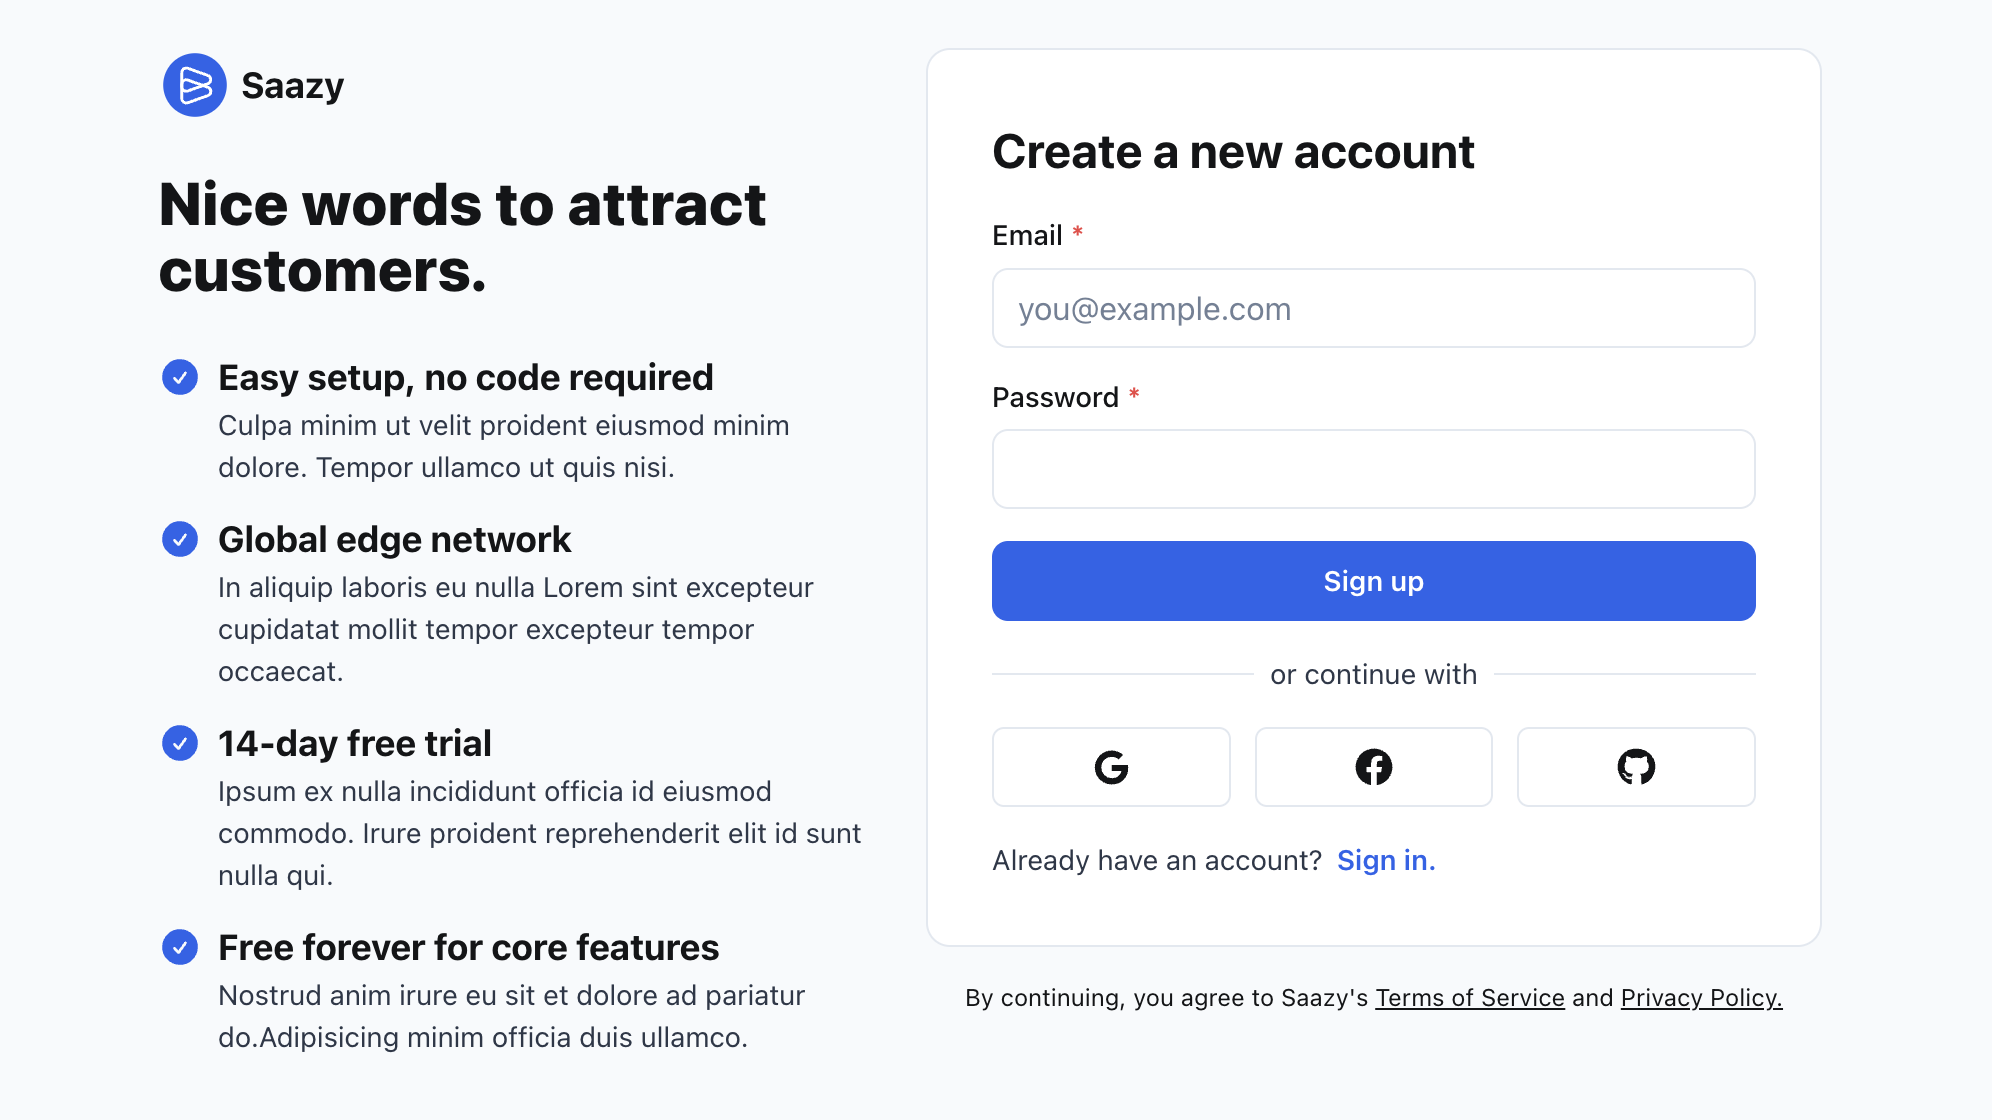 Saazy
Nice words to attract
customers.
Easy setup, no code required
Culpa minim ut velit proident eiusmod minim
dolore. Tempor ullamco ut quis nisi.
Global edge network
In aliquip laboris eu nulla Lorem sint excepteur
cupidatat mollit tempor excepteur tempor
occaecat.
14-day free trial
Ipsum ex nulla incididunt officia id eiusmod
commodo. Irure proident reprehenderit elit id sunt
nulla qui.
Free forever for core features
Nostrud anim irure eu sit et dolore ad pariatur
do.Adipisicing minim officia duis ullamco.
Create a new account
Email *
you@example.com
Password *
Sign up
or continue with
Already have an account? Sign in.
By continuing, you agree to Saazy's Terms of Service and Privacy Policy.